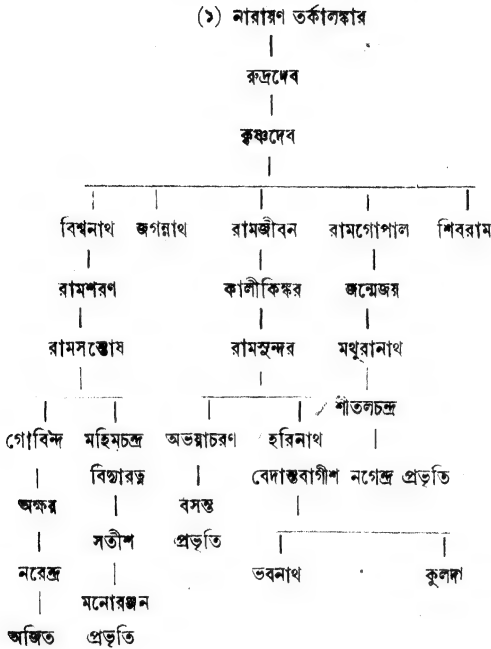 (১) নারায়ণ তর্কালঙ্কার
রুদ্রদেব
কৃষ্ণদেব
বিশ্বনাথ জগন্নাথ রামজীবন রামগোপাল শিবরাম
রামশরণ কালীকিঙ্কর জন্মেজয়
রামসন্তোষ রামসুন্দর মথুরানাথ
শীতলচন্দ্র
গোবিন্দ মহিমচন্দ্র অভয়াচরণ হরিনাথ
বিদ্যারত্ন বেদান্তবাগীশ নগেন্দ্র প্রভৃতি
অক্ষয় বসন্ত
সতীশ প্রভৃতি
নরেন্দ্র ভবনাথ কুলদা
মনোরঞ্জন
অজিত প্রভৃতি